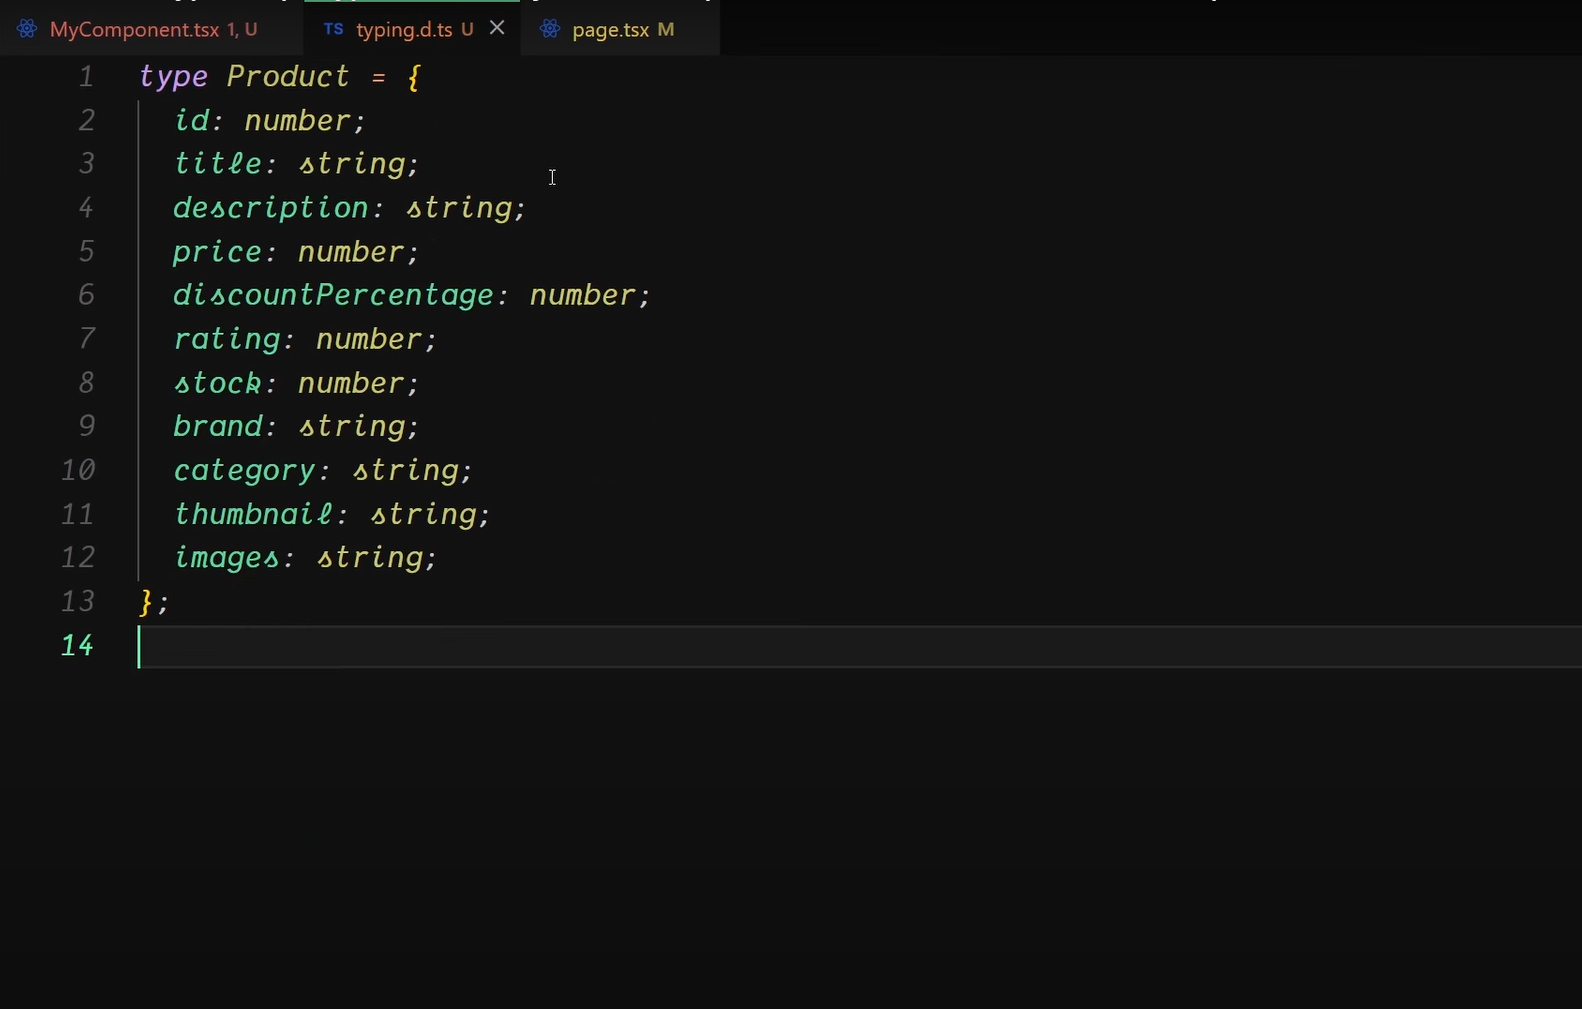 MyComponent.tsx 1, U
TS typing.d.ts U
page.tsx M
1 type Product = {
2 id: number;
3 title: string;
4 description: string;
5 price: number;
6 discountPercentage: number;
7 rating: number;
8 stock: number;
9 brand: string;
10 category: string;
11 thumbnail: string;
12 images: string;
13 };
14